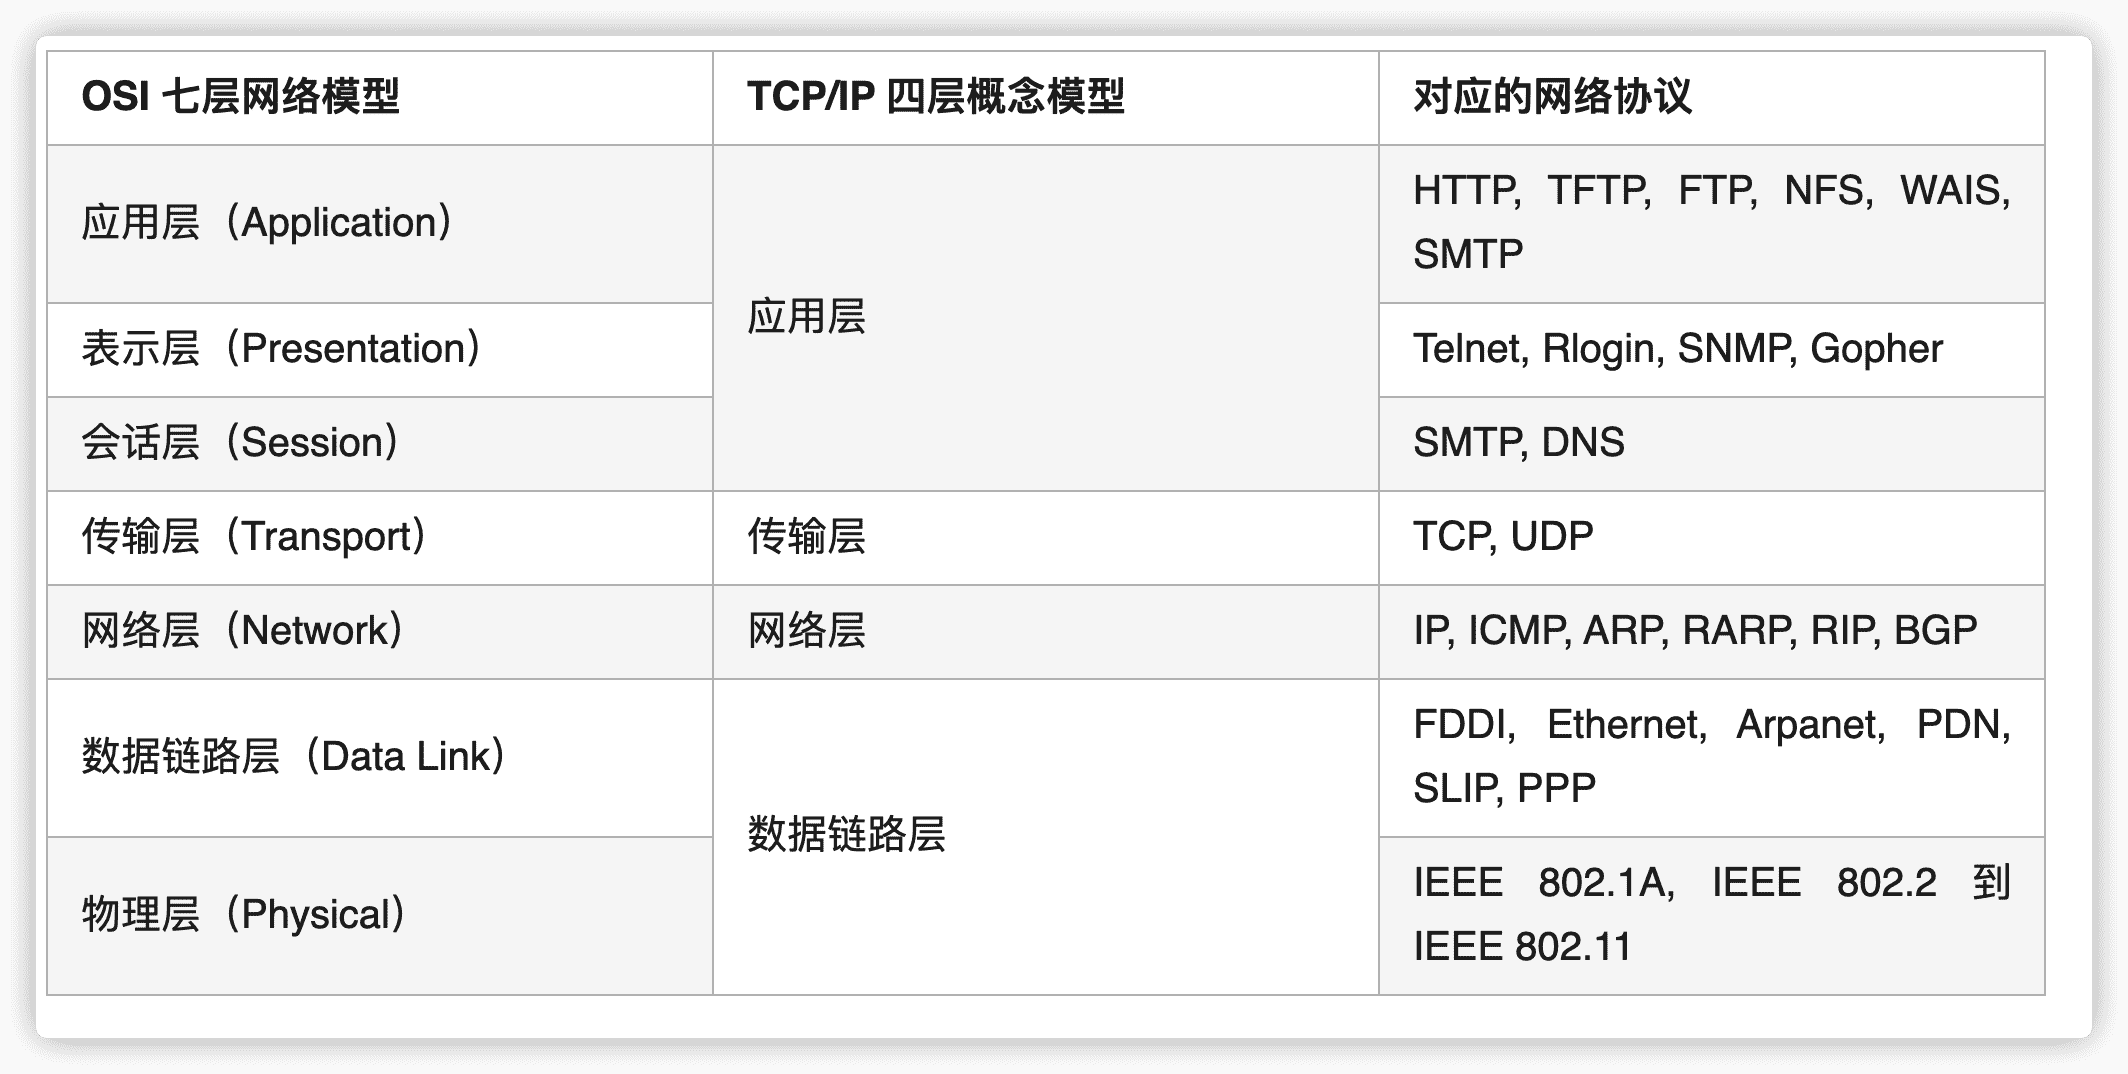 OSI 七层网络模型
TCP/IP 四层概念模型
对应的网络协议
应用层（Application）
应用层
HTTP, TFTP, FTP, NFS, WAIS,
SMTP
表示层（Presentation）
Telnet, Rlogin, SNMP, Gopher
会话层（Session）
SMTP, DNS
传输层（Transport）
传输层
TCP, UDP
网络层（Network）
网络层
IP, ICMP, ARP, RARP, RIP, BGP
数据链路层（Data Link）
数据链路层
FDDI, Ethernet, Arpanet, PDN,
SLIP, PPP
物理层（Physical）
IEEE 802.1A, IEEE 802.2 到
IEEE 802.11